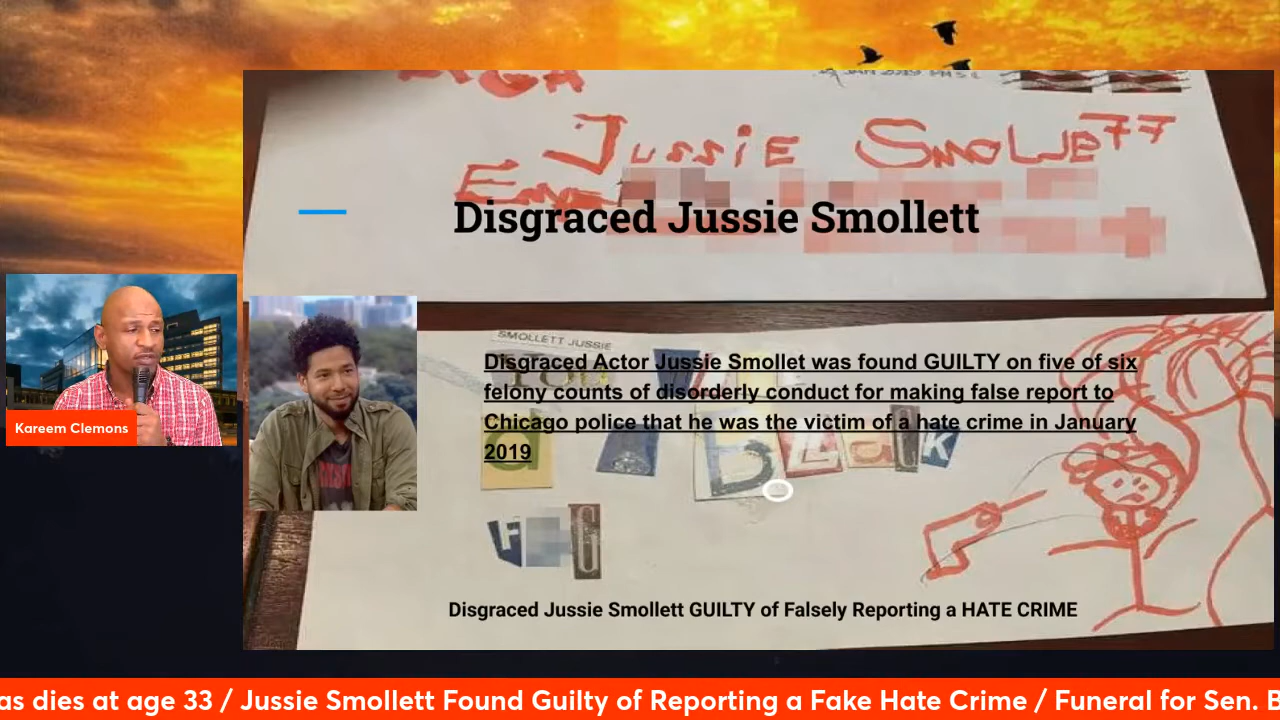 Jussie Smollett
Disgraced Jussie Smollett
SMOLLETT JUSSIE
Disgraced Actor Jussie Smollet was found GUILTY on five of six
felony counts of disorderly conduct for making false report to
Chicago police that he was the victim of a hate crime in January
2019
BLack
F G
Disgraced Jussie Smollett GUILTY of Falsely Reporting a HATE CRIME
Kareem Clemons
as dies at age 33 / Jussie Smollett Found Guilty of Reporting a Fake Hate Crime / Funeral for Sen. B